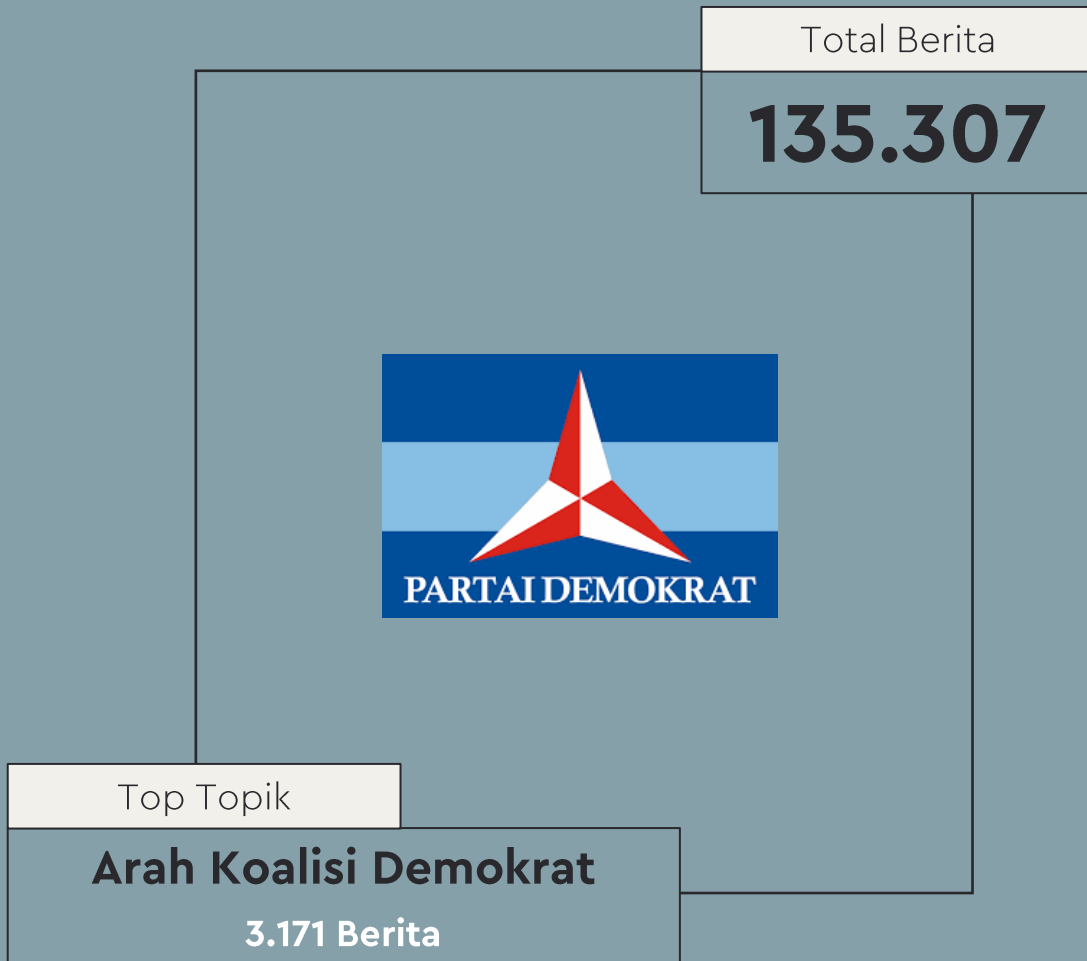 Total Berita
135.307
PARTAI DEMOKRAT
Top Topik
Arah Koalisi Demokrat
3.171 Berita